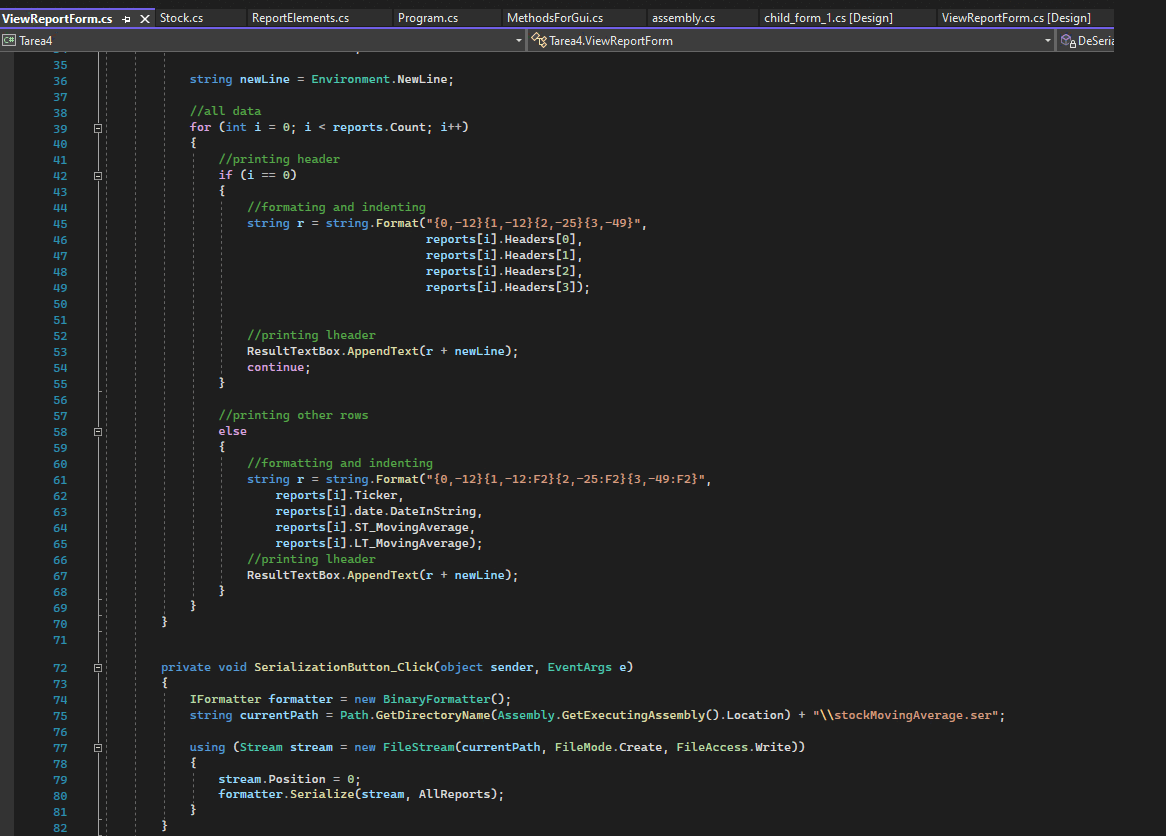 ViewReportForm.cs Stock.cs ReportElements.cs Program.cs MethodsForGui.cs assembly.cs child_form_1.cs [Design] ViewReportForm.cs [Design]
C# Tarea4 Tarea4.ViewReportForm DeSeria
35
36 string newLine = Environment.NewLine;
37
38 //all data
39 for (int i = 0; i < reports.Count; i++)
40 {
41 //printing header
42 if (i == 0)
43 {
44 //formating and indenting
45 string r = string.Format("{0,-12}{1,-12}{2,-25}{3,-49}",
46 reports[i].Headers[0],
47 reports[i].Headers[1],
48 reports[i].Headers[2],
49 reports[i].Headers[3]);
50
51
52 //printing lheader
53 ResultTextBox.AppendText(r + newLine);
54 continue;
55 }
56
57 //printing other rows
58 else
59 {
60 //formatting and indenting
61 string r = string.Format("{0,-12}{1,-12:F2}{2,-25:F2}{3,-49:F2}",
62 reports[i].Ticker,
63 reports[i].date.DateInString,
64 reports[i].ST_MovingAverage,
65 reports[i].LT_MovingAverage);
66 //printing lheader
67 ResultTextBox.AppendText(r + newLine);
68 }
69 }
70 }
71
72 private void SerializationButton_Click(object sender, EventArgs e)
73 {
74 IFormatter formatter = new BinaryFormatter();
75 string currentPath = Path.GetDirectoryName(Assembly.GetExecutingAssembly().Location) + "\\stockMovingAverage.ser";
76
77 using (Stream stream = new FileStream(currentPath, FileMode.Create, FileAccess.Write))
78 {
79 stream.Position = 0;
80 formatter.Serialize(stream, AllReports);
81 }
82 }